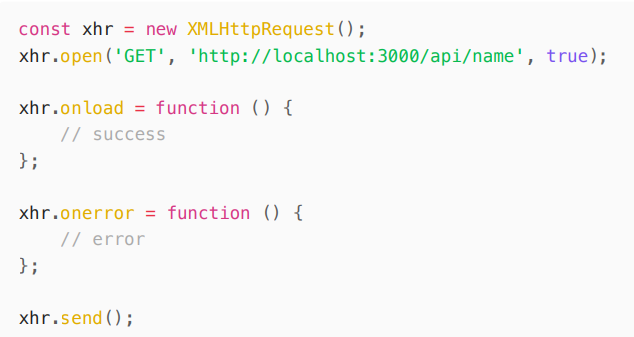 const xhr = new XMLHttpRequest();
xhr.open('GET', 'http://localhost:3000/api/name', true);
xhr.onload = function () {
// success
};
xhr.onerror = function () {
// error
};
xhr.send();